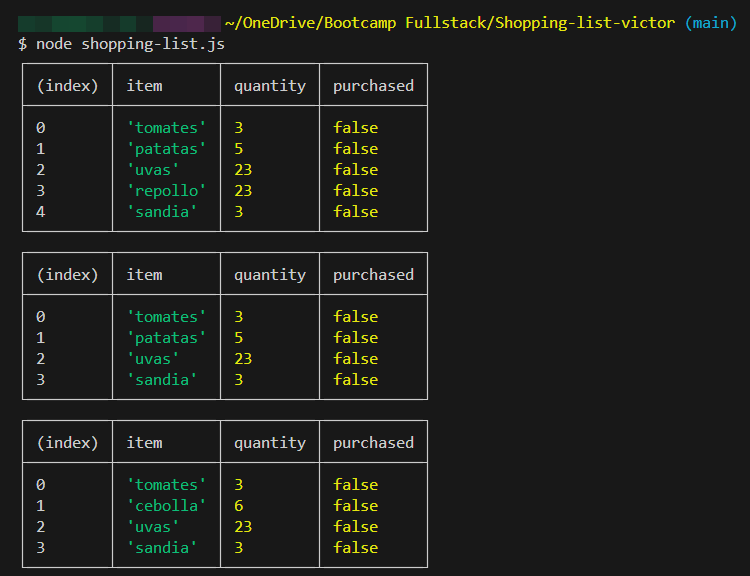 ~/OneDrive/Bootcamp Fullstack/Shopping-list-victor (main)
$ node shopping-list.js
(index) item quantity purchased
0 'tomates' 3 false
1 'patatas' 5 false
2 'uvas' 23 false
3 'repollo' 23 false
4 'sandia' 3 false
(index) item quantity purchased
0 'tomates' 3 false
1 'patatas' 5 false
2 'uvas' 23 false
3 'sandia' 3 false
(index) item quantity purchased
0 'tomates' 3 false
1 'cebolla' 6 false
2 'uvas' 23 false
3 'sandia' 3 false